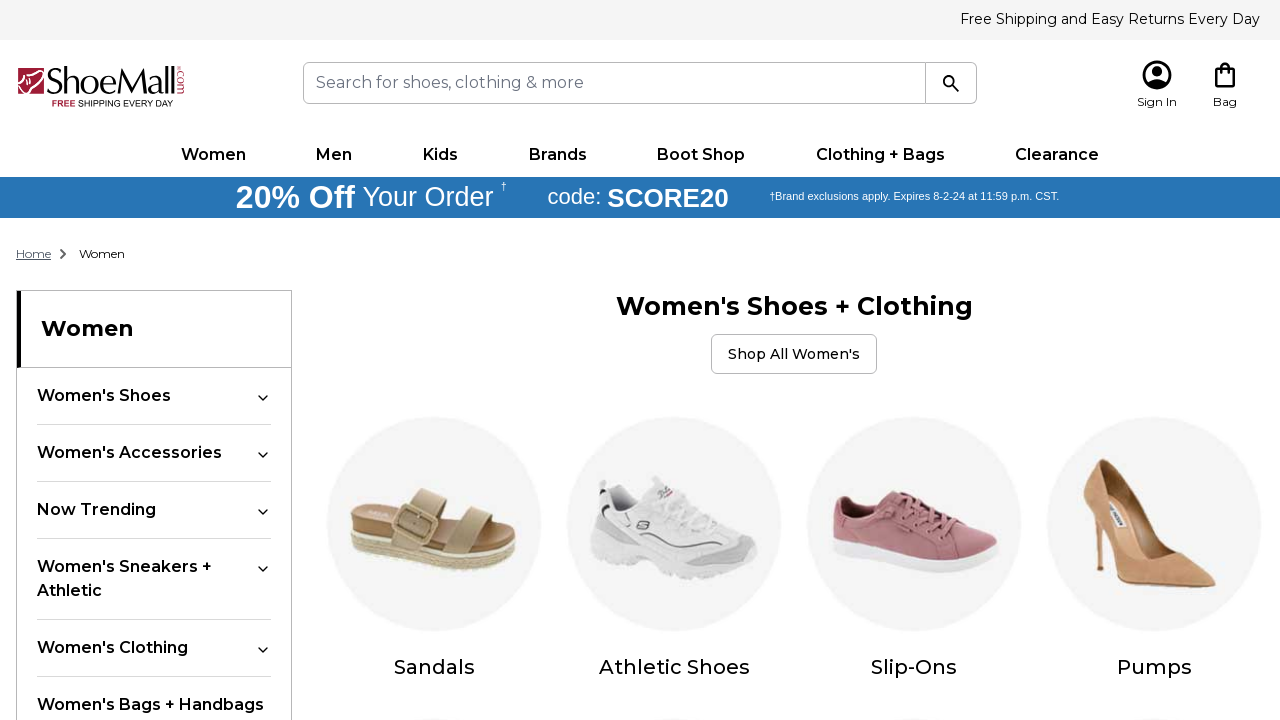 Free Shipping and Easy Returns Every Day
ShoeMall.com
FREE SHIPPING EVERY DAY
Search for shoes, clothing & more
Sign In
Bag
Women
Men
Kids
Brands
Boot Shop
Clothing + Bags
Clearance
20% Off Your Order †
code: SCORE20
†Brand exclusions apply. Expires 8-2-24 at 11:59 p.m. CST.
Home
Women
Women
Women's Shoes
Women's Accessories
Now Trending
Women's Sneakers +
Athletic
Women's Clothing
Women's Bags + Handbags
Women's Shoes + Clothing
Shop All Women's
Sandals
Athletic Shoes
Slip-Ons
Pumps